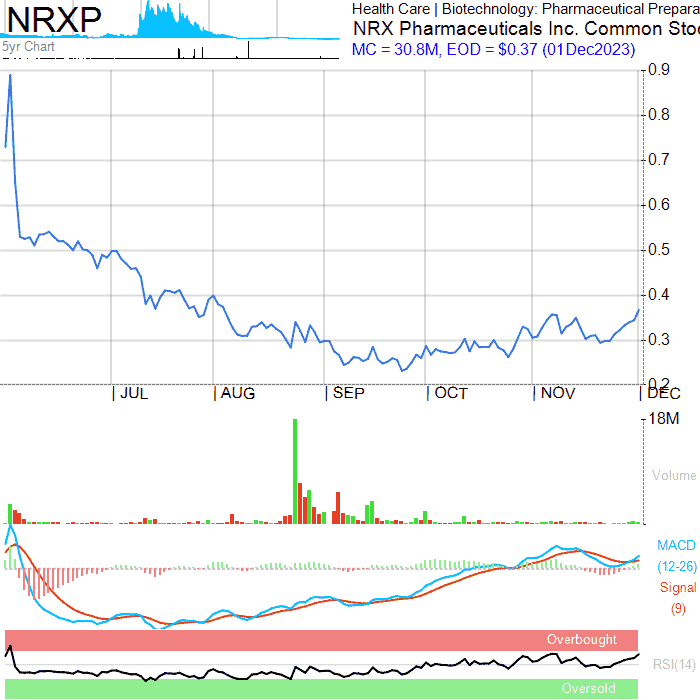 NRXP
Health Care | Biotechnology: Pharmaceutical Prepara
NRX Pharmaceuticals Inc. Common Stoc
MC = 30.8M, EOD = $0.37 (01Dec2023)
5yr Chart
0.9
0.8
0.7
0.6
0.5
0.4
0.3
0.2
| JUL | AUG | SEP | OCT | NOV | DEC
18M
Volume
MACD
(12-26)
Signal
(9)
Overbought
RSI(14)
Oversold